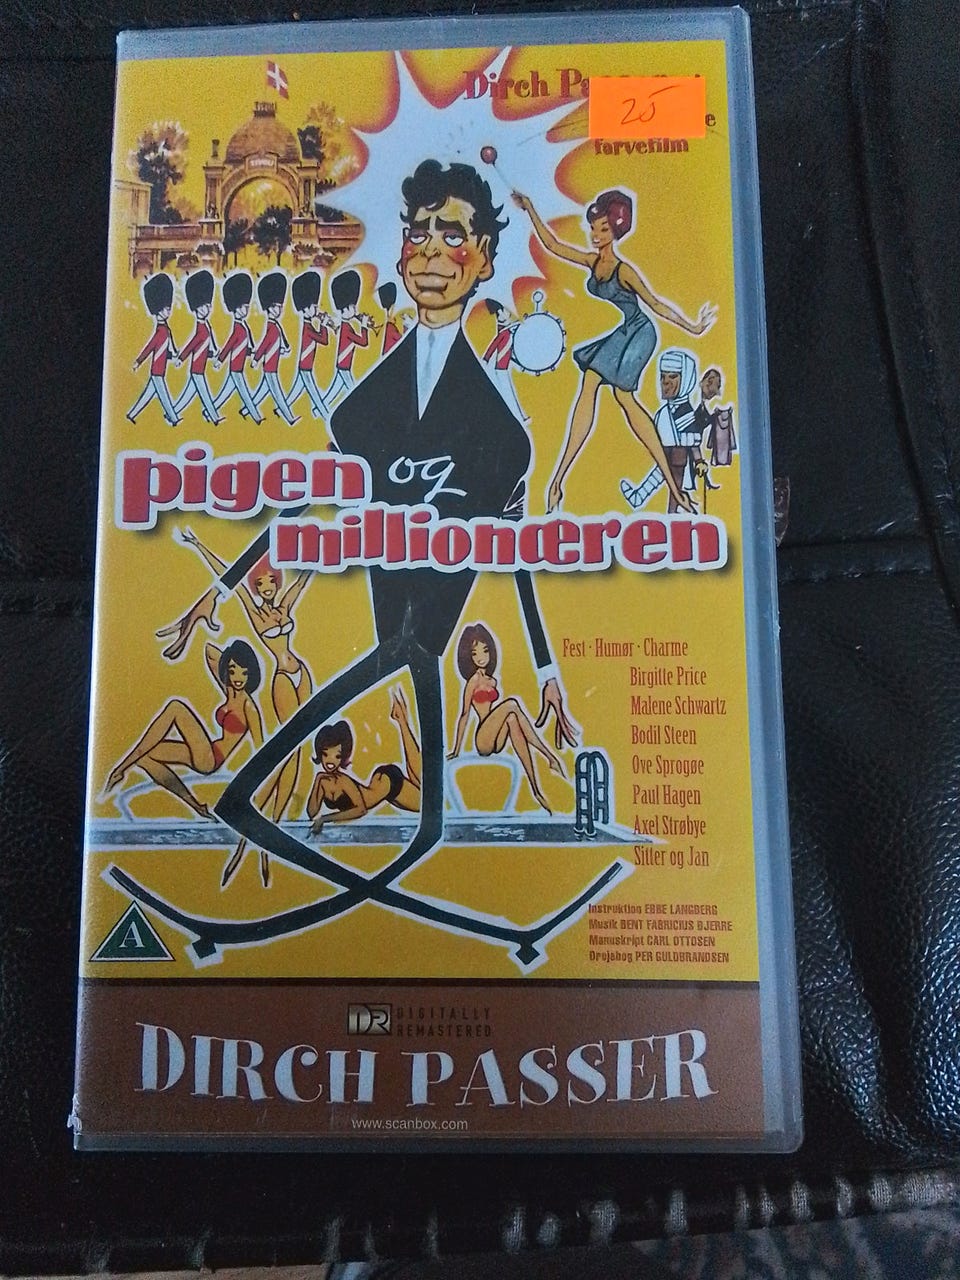 Dirch Pa
25
e
farvefilm
TIVOLI
pigen og
millionæren
Fest · Humør · Charme
Birgitte Price
Malene Schwartz
Bodil Steen
Ove Sprogøe
Paul Hagen
Axel Strøbye
Sitter og Jan
Instruktion EBBE LANGBERG
Musik BENT FABRICIUS BJERRE
Manuskript CARL OTTOSEN
Drejebog PER GULDBRANDSEN
A
DR DIGITALLY
REMASTERED
DIRCH PASSER
www.scanbox.com